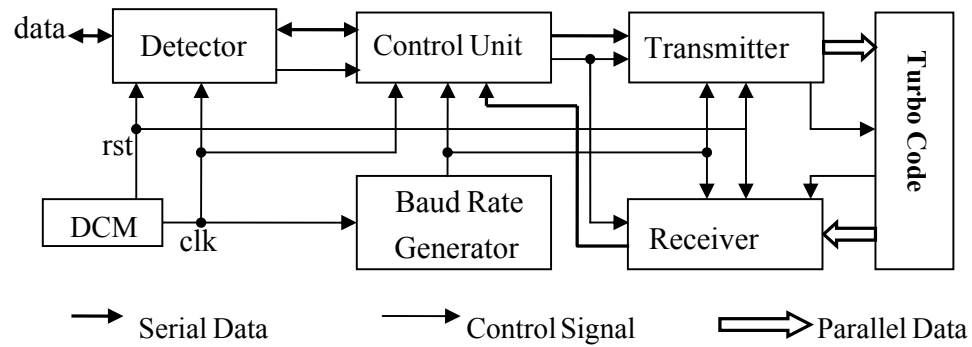 data
Detector
Control Unit
Transmitter
Turbo Code
rst
DCM
clk
Baud Rate
Generator
Receiver
Serial Data
Control Signal
Parallel Data